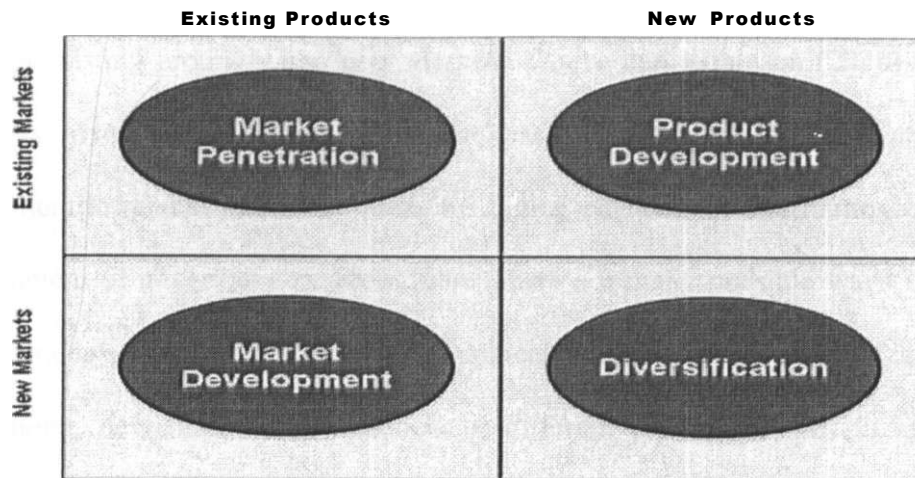 Existing Products
New Products
Existing Markets
Market
Penetration
Product
Development
New Markets
Market
Development
Diversification